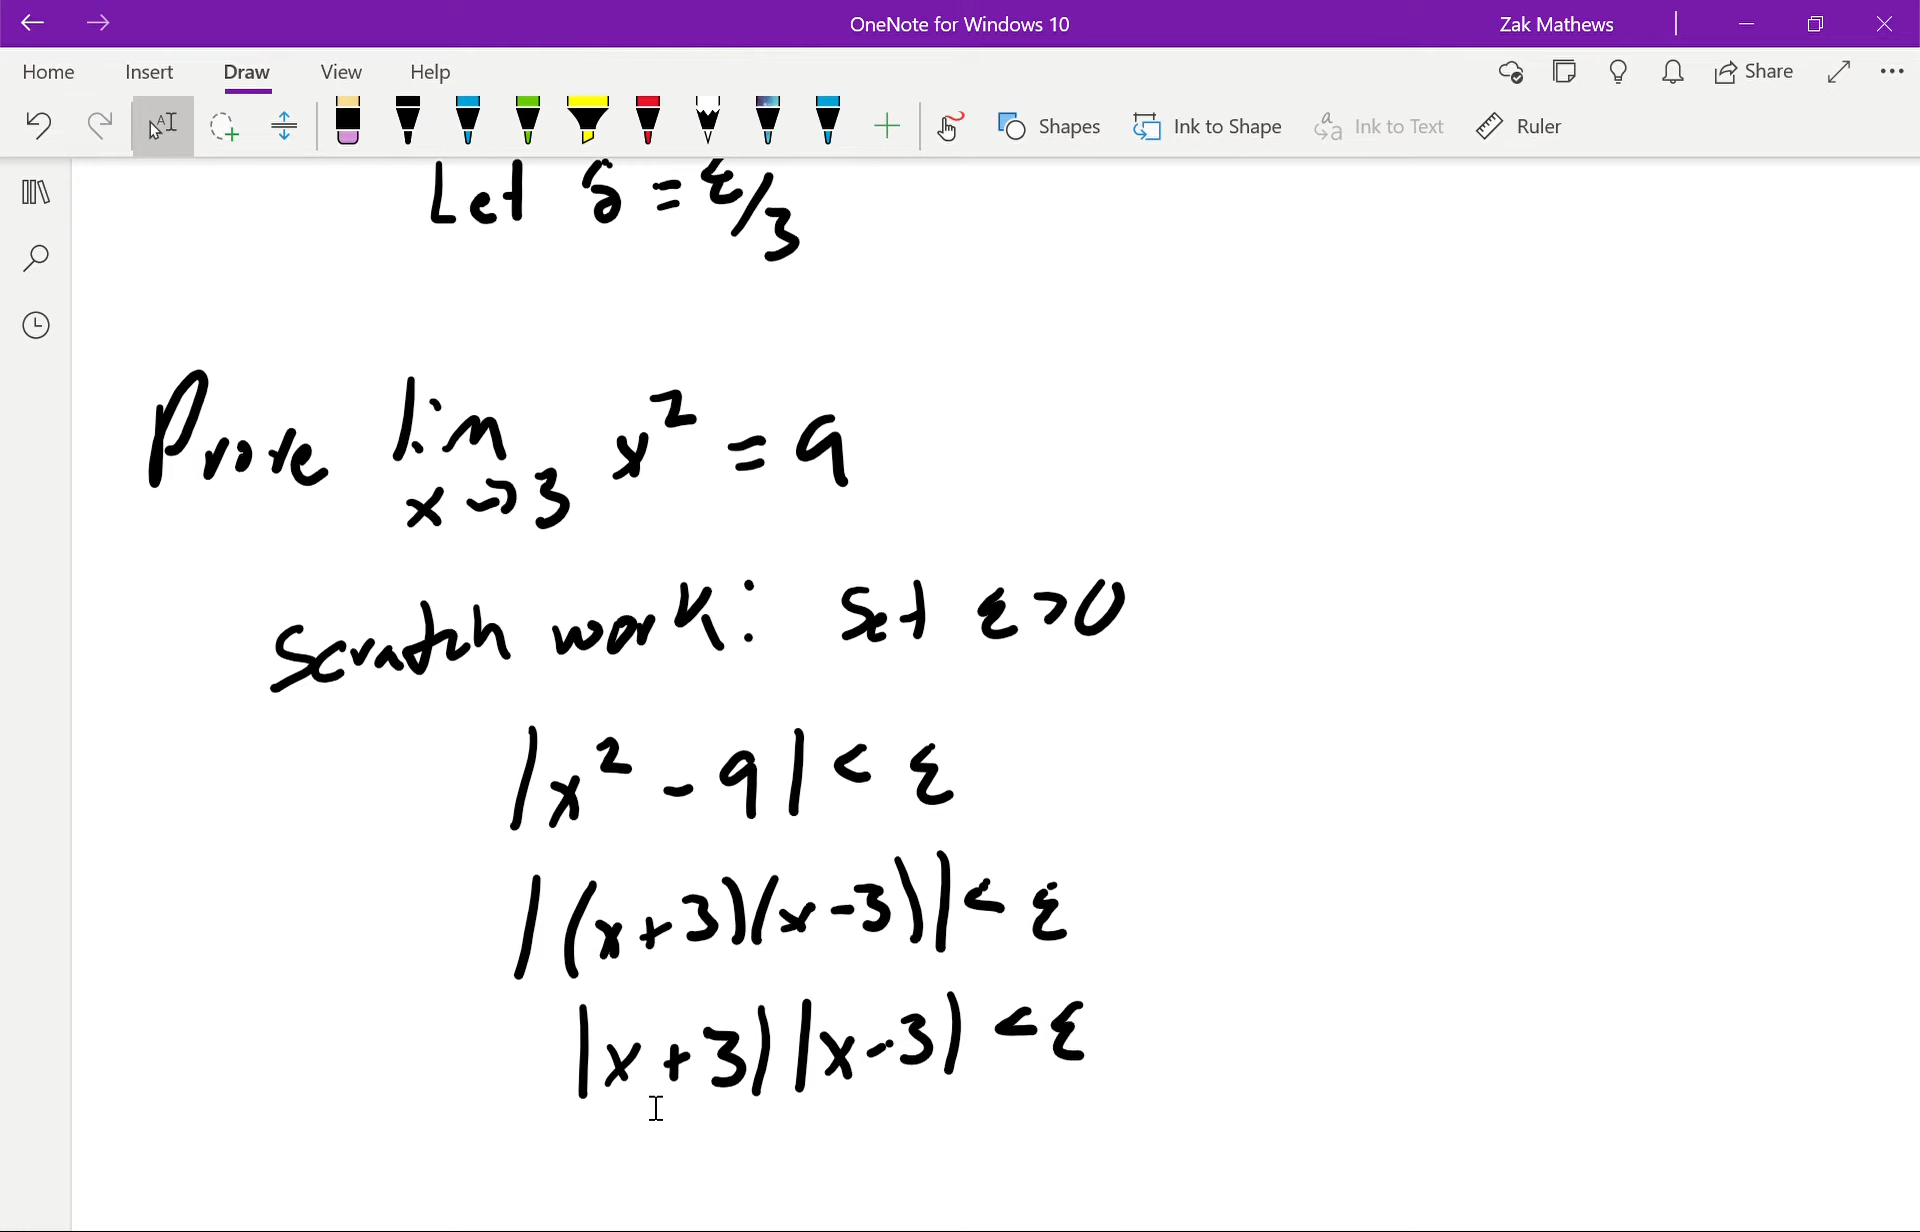 OneNote for Windows 10
Zak Mathews
Home Insert Draw View Help
Share
Shapes
Ink to Shape
Ink to Text
Ruler
Let δ = ε/3
Prove lim x² = 9
x → 3
Scratch work: Set ε > 0
|x² - 9| < ε
|(x+3)(x-3)| < ε
|x+3||x-3| < ε